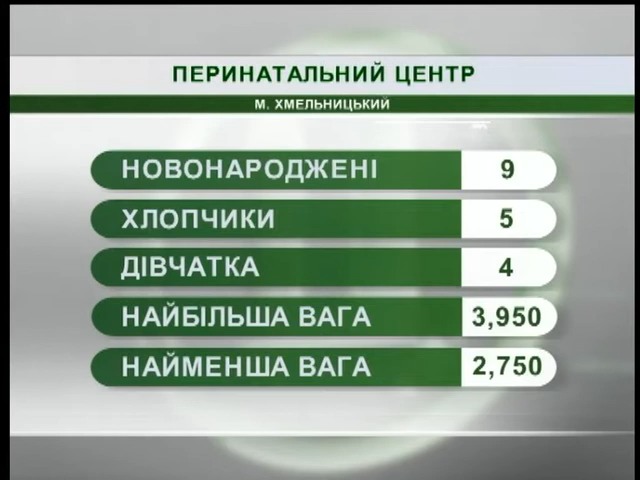 ПЕРИНАТАЛЬНИЙ ЦЕНТР
М. ХМЕЛЬНИЦЬКИЙ
НОВОНАРОДЖЕНІ 9
ХЛОПЧИКИ 5
ДІВЧАТКА 4
НАЙБІЛЬША ВАГА 3,950
НАЙМЕНША ВАГА 2,750